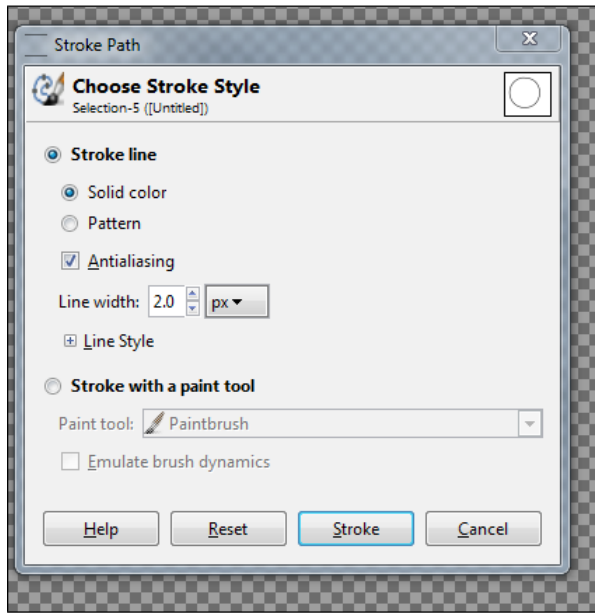 Stroke Path
Choose Stroke Style
Selection-5 ([Untitled])
Stroke line
Solid color
Pattern
Antialiasing
Line width: 2.0 px
Line Style
Stroke with a paint tool
Paint tool: Paintbrush
Emulate brush dynamics
Help Reset Stroke Cancel